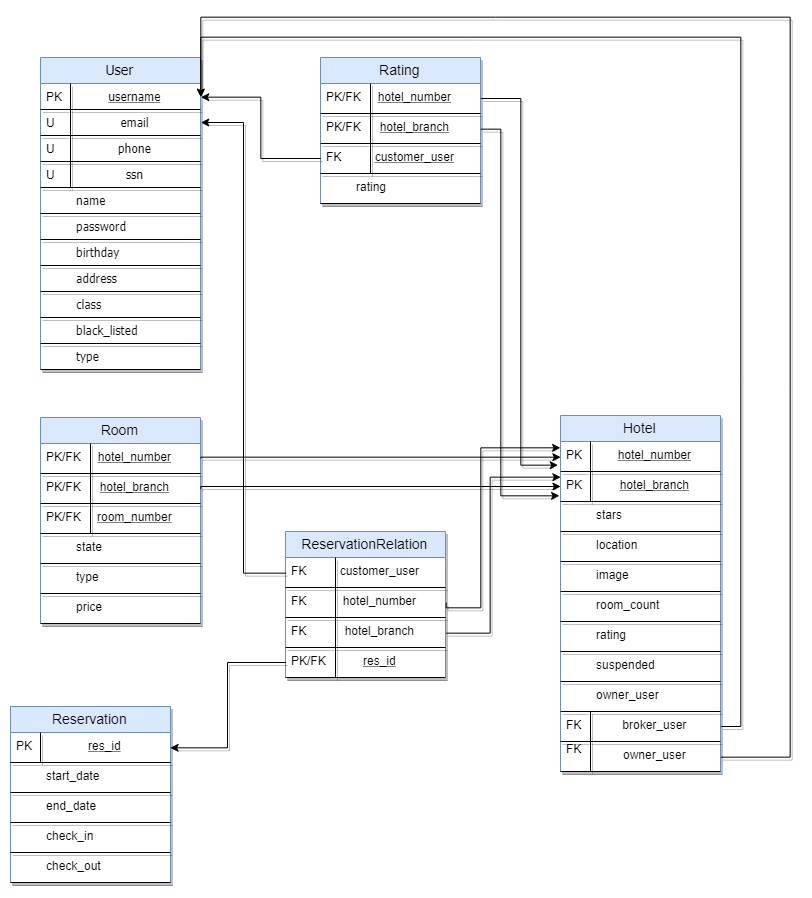 User
PK username
U email
U phone
U ssn
name
password
birthday
address
class
black_listed
type
Rating
PK/FK hotel_number
PK/FK hotel_branch
FK customer_user
rating
Room
PK/FK hotel_number
PK/FK hotel_branch
PK/FK room_number
state
type
price
Hotel
PK hotel_number
PK hotel_branch
stars
location
image
room_count
rating
suspended
owner_user
FK broker_user
FK owner_user
ReservationRelation
FK customer_user
FK hotel_number
FK hotel_branch
PK/FK res_id
Reservation
PK res_id
start_date
end_date
check_in
check_out